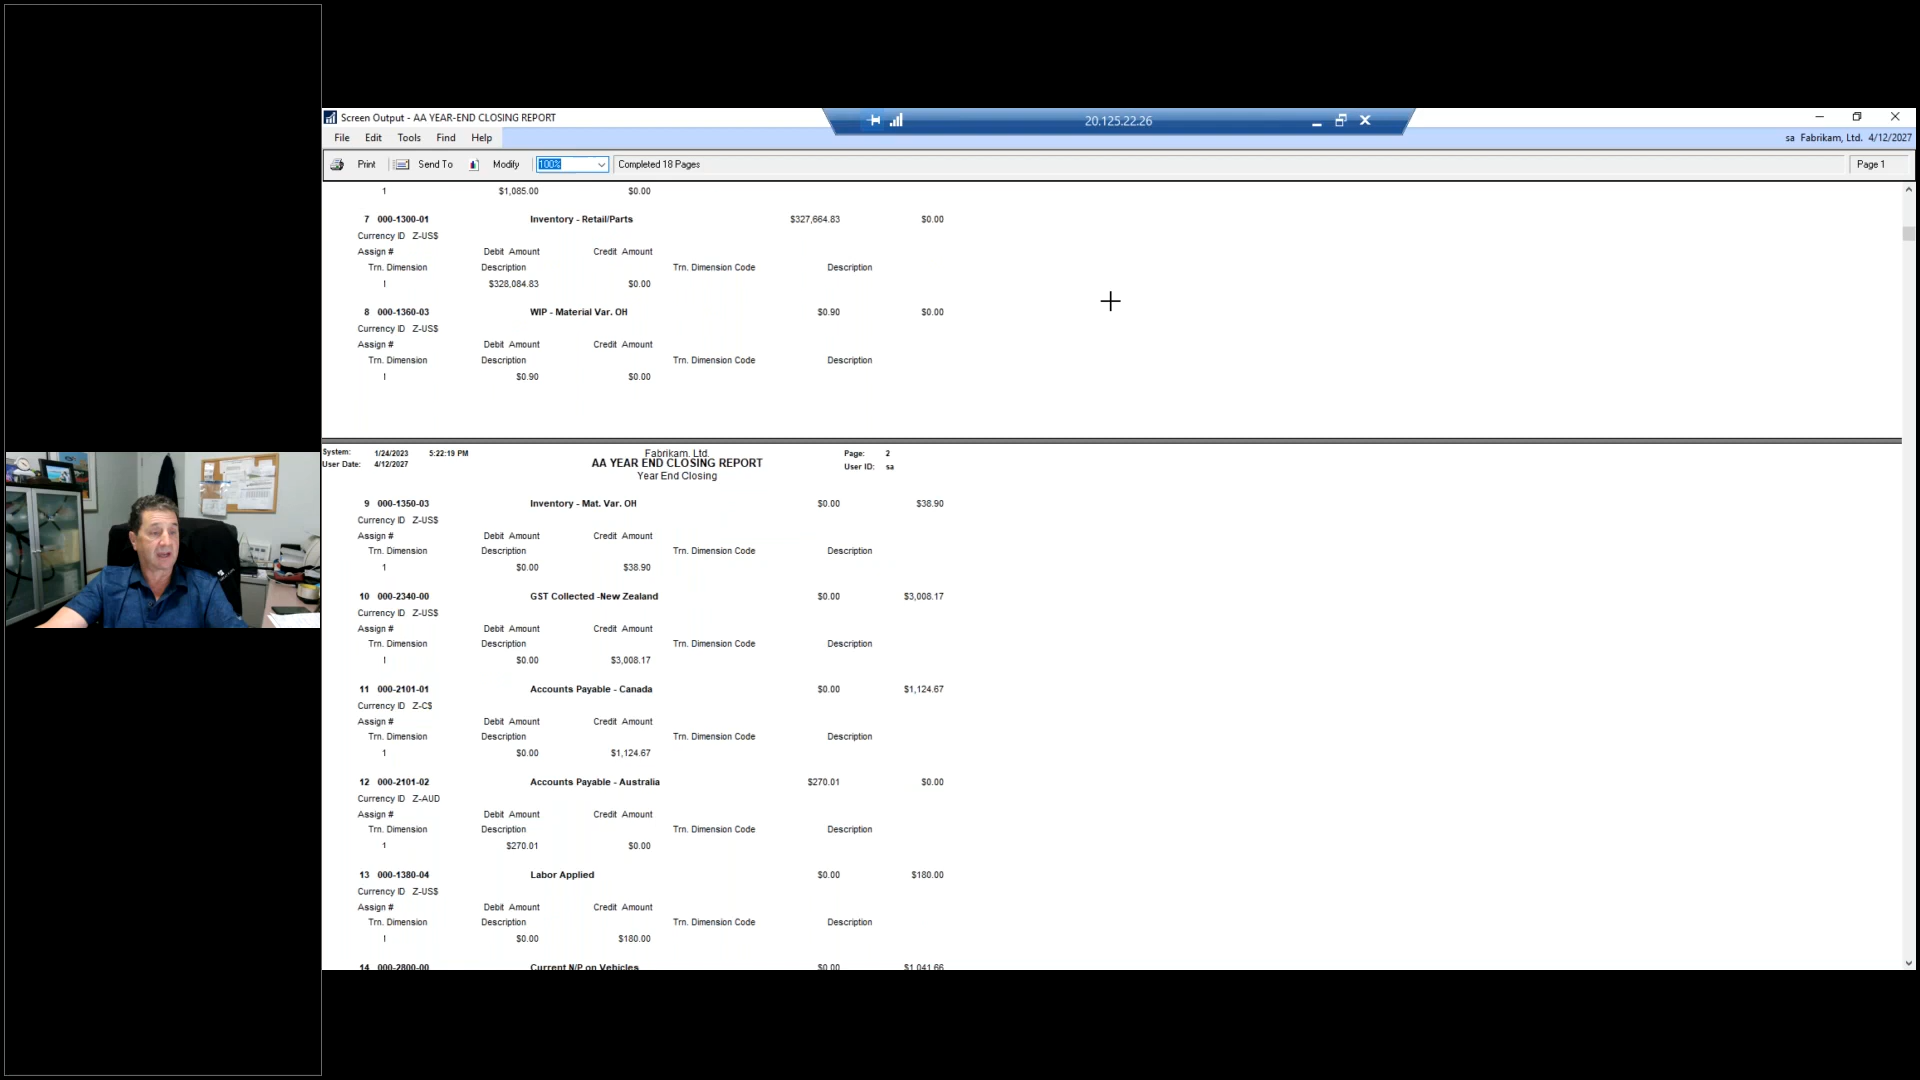 Screen Output - AA YEAR-END CLOSING REPORT
20.125.22.26
File Edit Tools Find Help
sa Fabrikam, Ltd. 4/12/2027
Print Send To Modify 100% Completed 18 Pages Page 1
1 $1,085.00 $0.00
7 000-1300-01 Inventory - Retail/Parts $327,664.83 $0.00
Currency ID Z-US$
Assign # Debit Amount Credit Amount
Trn. Dimension Description Trn. Dimension Code Description
1 $328,084.83 $0.00
8 000-1360-03 WIP - Material Var. OH $0.90 $0.00
Currency ID Z-US$
Assign # Debit Amount Credit Amount
Trn. Dimension Description Trn. Dimension Code Description
1 $0.90 $0.00
System: 1/24/2023 5:22:19 PM Fabrikam, Ltd. Page: 2
User Date: 4/12/2027 AA YEAR END CLOSING REPORT User ID: sa
Year End Closing
9 000-1350-03 Inventory - Mat. Var. OH $0.00 $38.90
Currency ID Z-US$
Assign # Debit Amount Credit Amount
Trn. Dimension Description Trn. Dimension Code Description
1 $0.00 $38.90
10 000-2340-00 GST Collected -New Zealand $0.00 $3,008.17
Currency ID Z-US$
Assign # Debit Amount Credit Amount
Trn. Dimension Description Trn. Dimension Code Description
1 $0.00 $3,008.17
11 000-2101-01 Accounts Payable - Canada $0.00 $1,124.67
Currency ID Z-C$
Assign # Debit Amount Credit Amount
Trn. Dimension Description Trn. Dimension Code Description
1 $0.00 $1,124.67
12 000-2101-02 Accounts Payable - Australia $270.01 $0.00
Currency ID Z-AUD
Assign # Debit Amount Credit Amount
Trn. Dimension Description Trn. Dimension Code Description
1 $270.01 $0.00
13 000-1380-04 Labor Applied $0.00 $180.00
Currency ID Z-US$
Assign # Debit Amount Credit Amount
Trn. Dimension Description Trn. Dimension Code Description
1 $0.00 $180.00
14 000-2800-00 Current N/P on Vehicles $0.00 $1,041.66